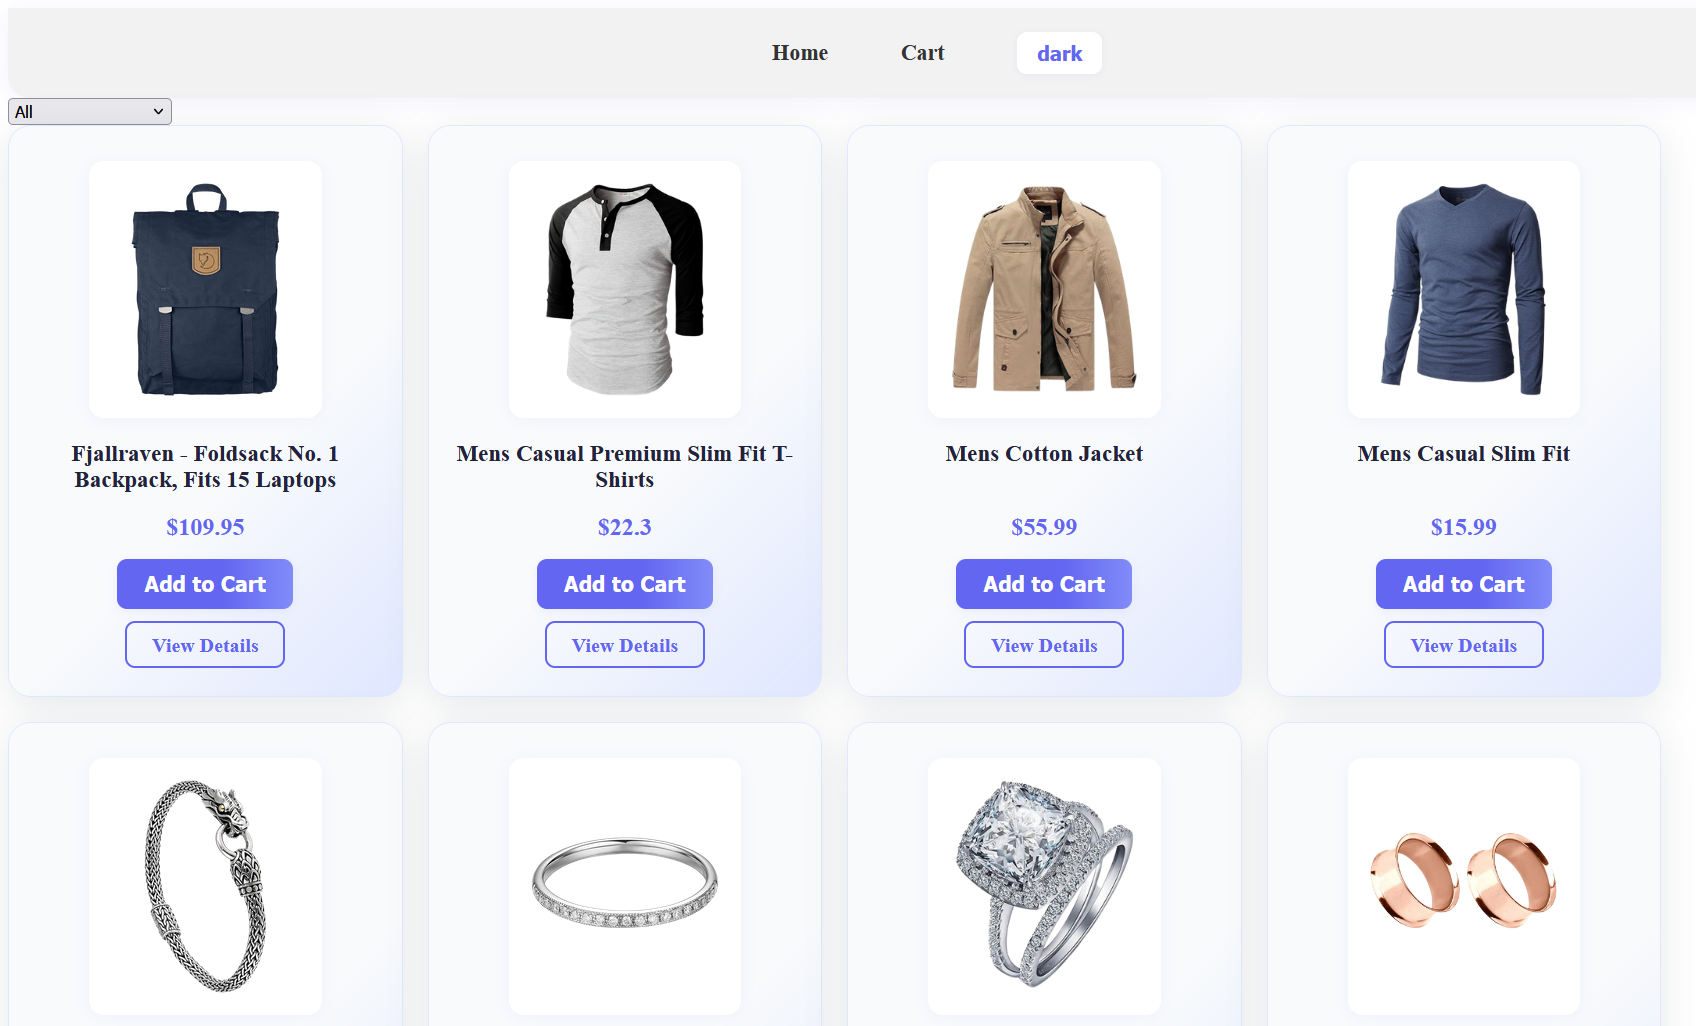 Home Cart dark
All
Fjallraven - Foldsack No. 1
Backpack, Fits 15 Laptops
$109.95
Add to Cart
View Details
Mens Casual Premium Slim Fit T-
Shirts
$22.3
Add to Cart
View Details
Mens Cotton Jacket
$55.99
Add to Cart
View Details
Mens Casual Slim Fit
$15.99
Add to Cart
View Details